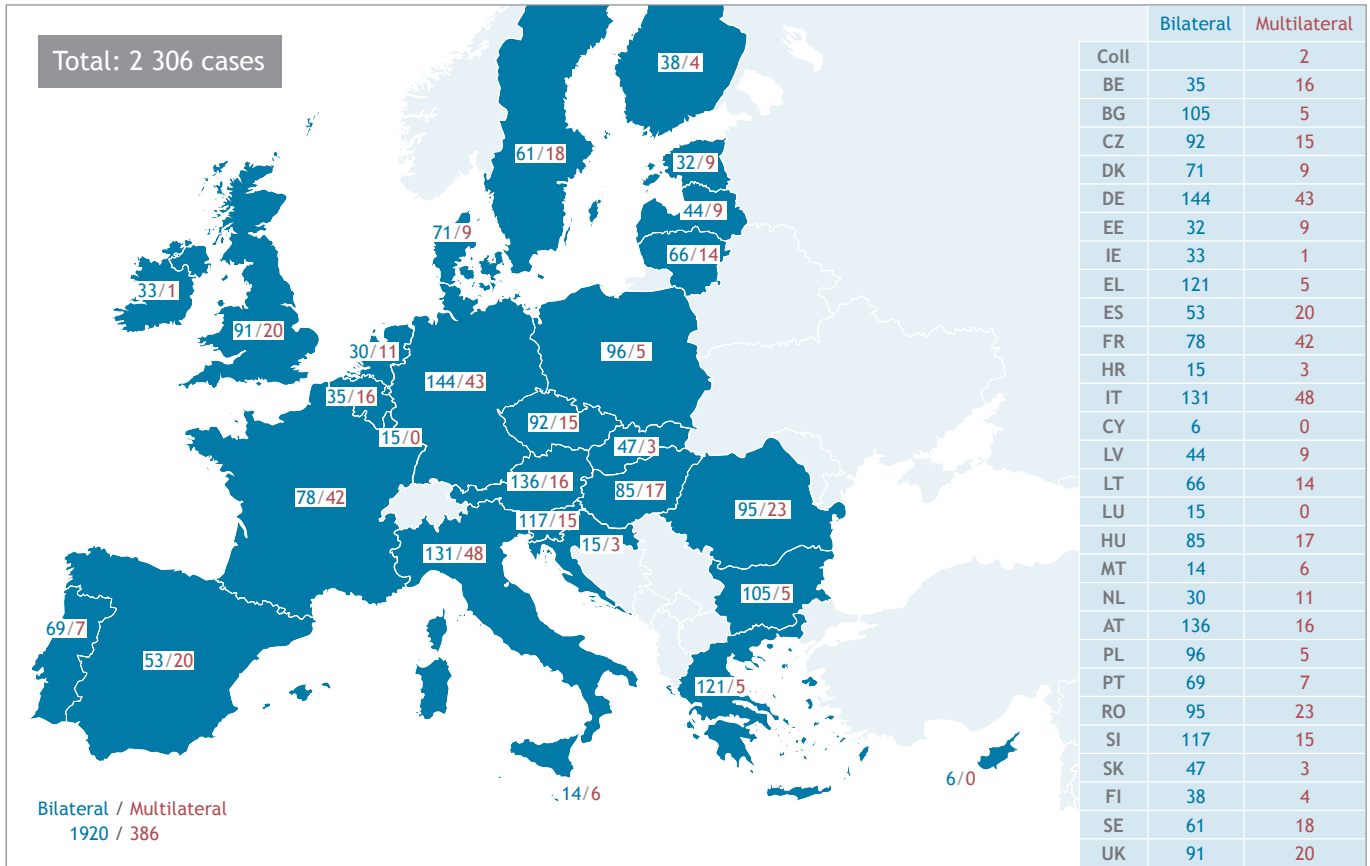 Total: 2 306 cases
38/4
61/18
32/9
44/9
71/9
66/14
33/1
91/20
30/11
96/5
144/43
35/16
92/15
15/0
47/3
136/16
85/17
78/42
95/23
117/15
15/3
131/48
105/5
69/7
53/20
121/5
6/0
14/6
Bilateral / Multilateral
1920 / 386
Bilateral Multilateral
Coll 2
BE 35 16
BG 105 5
CZ 92 15
DK 71 9
DE 144 43
EE 32 9
IE 33 1
EL 121 5
ES 53 20
FR 78 42
HR 15 3
IT 131 48
CY 6 0
LV 44 9
LT 66 14
LU 15 0
HU 85 17
MT 14 6
NL 30 11
AT 136 16
PL 96 5
PT 69 7
RO 95 23
SI 117 15
SK 47 3
FI 38 4
SE 61 18
UK 91 20